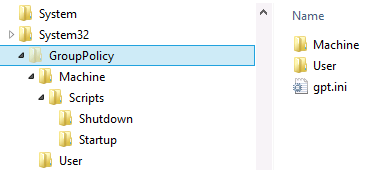 System
System32
GroupPolicy
Machine
Scripts
Shutdown
Startup
User
Name
Machine
User
gpt.ini